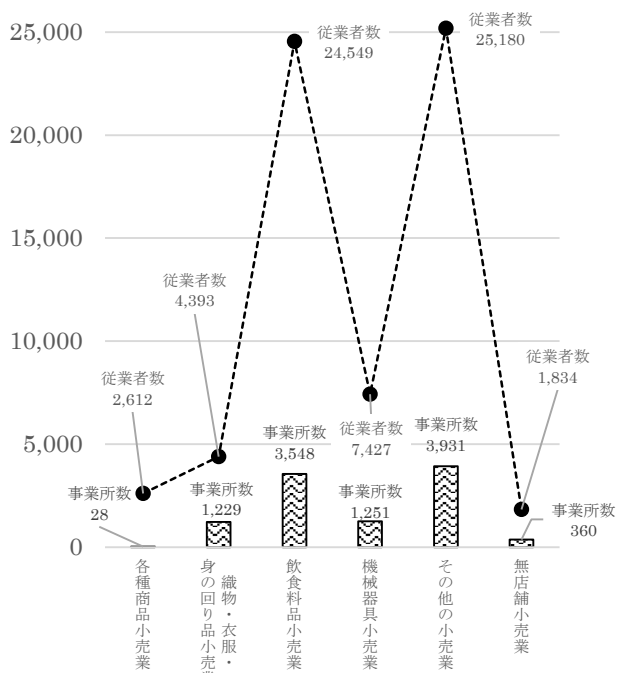 25,000
20,000
15,000
10,000
5,000
0
従業者数
2,612
従業者数
4,393
従業者数
24,549
従業者数
7,427
従業者数
25,180
従業者数
1,834
事業所数
28
事業所数
1,229
事業所数
3,548
事業所数
1,251
事業所数
3,931
事業所数
360
各種商品小売業
織物・衣服・
身の回り品小売業
飲食料品小売業
機械器具小売業
その他の小売業
無店舗小売業